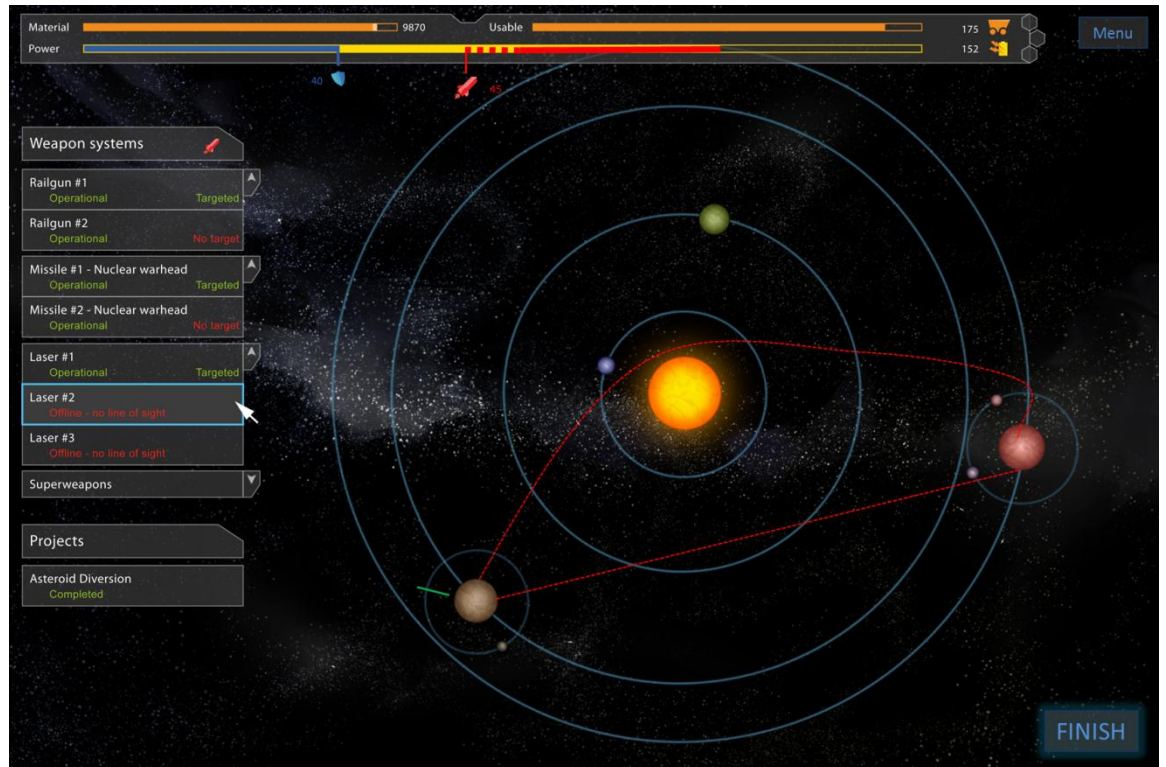 Material 9870 Usable 175
Power 152
Menu
40 45
Weapon systems
Railgun #1
Operational Targeted
Railgun #2
Operational No target
Missile #1 - Nuclear warhead
Operational Targeted
Missile #2 - Nuclear warhead
Operational No target
Laser #1
Operational Targeted
Laser #2
Offline - no line of sight
Laser #3
Offline - no line of sight
Superweapons
Projects
Asteroid Diversion
Completed
FINISH